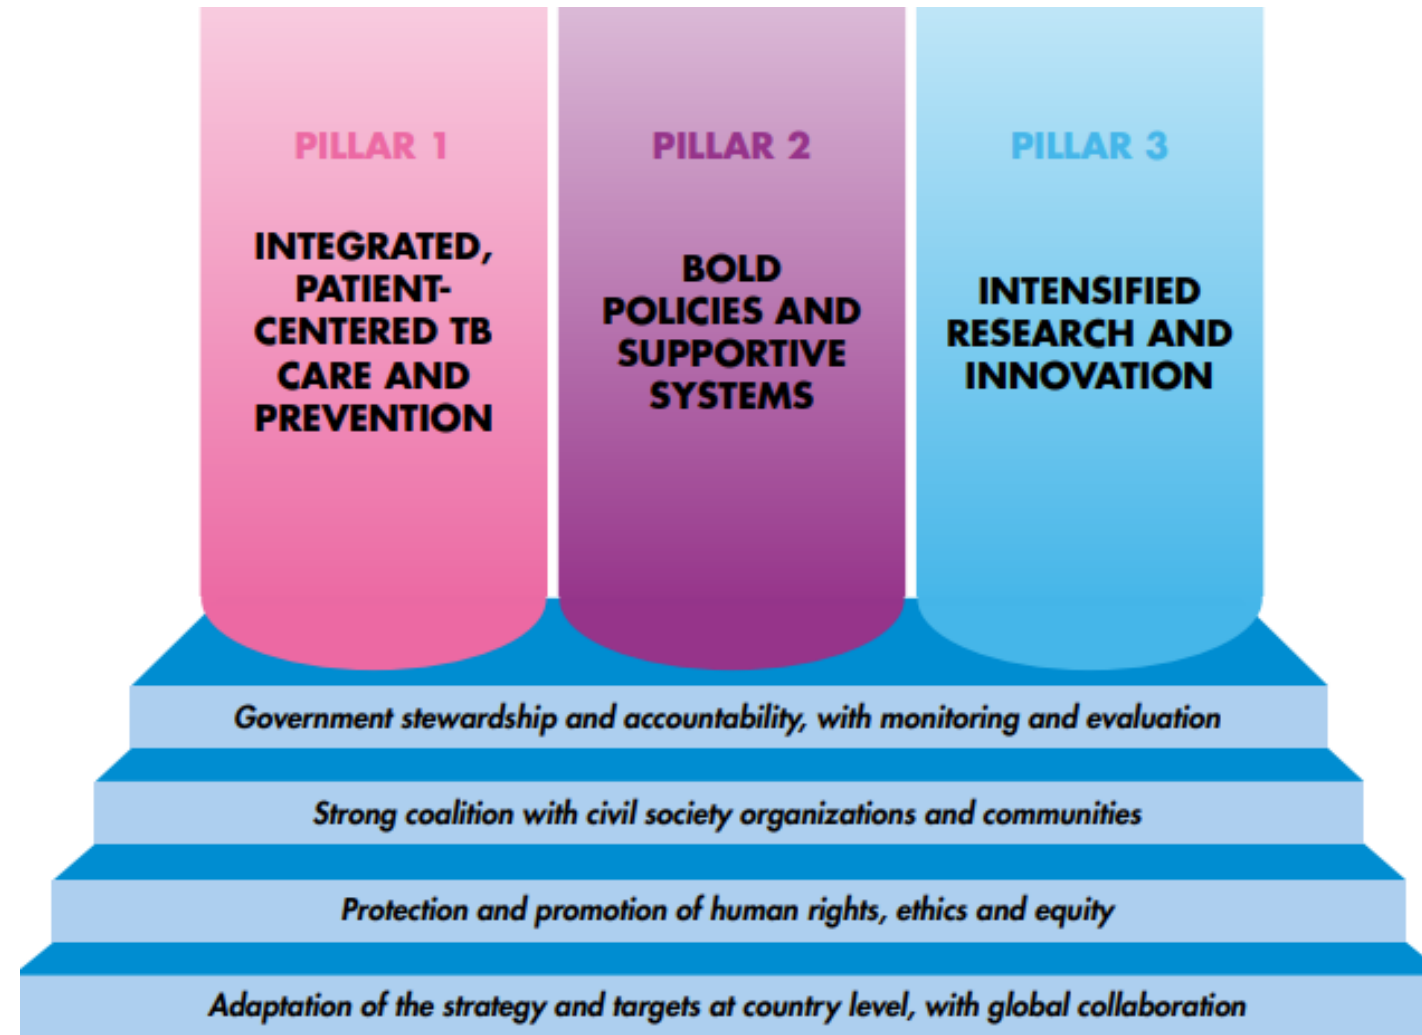 PILLAR 1
INTEGRATED,
PATIENT-
CENTERED TB
CARE AND
PREVENTION
PILLAR 2
BOLD
POLICIES AND
SUPPORTIVE
SYSTEMS
PILLAR 3
INTENSIFIED
RESEARCH AND
INNOVATION
Government stewardship and accountability, with monitoring and evaluation
Strong coalition with civil society organizations and communities
Protection and promotion of human rights, ethics and equity
Adaptation of the strategy and targets at country level, with global collaboration